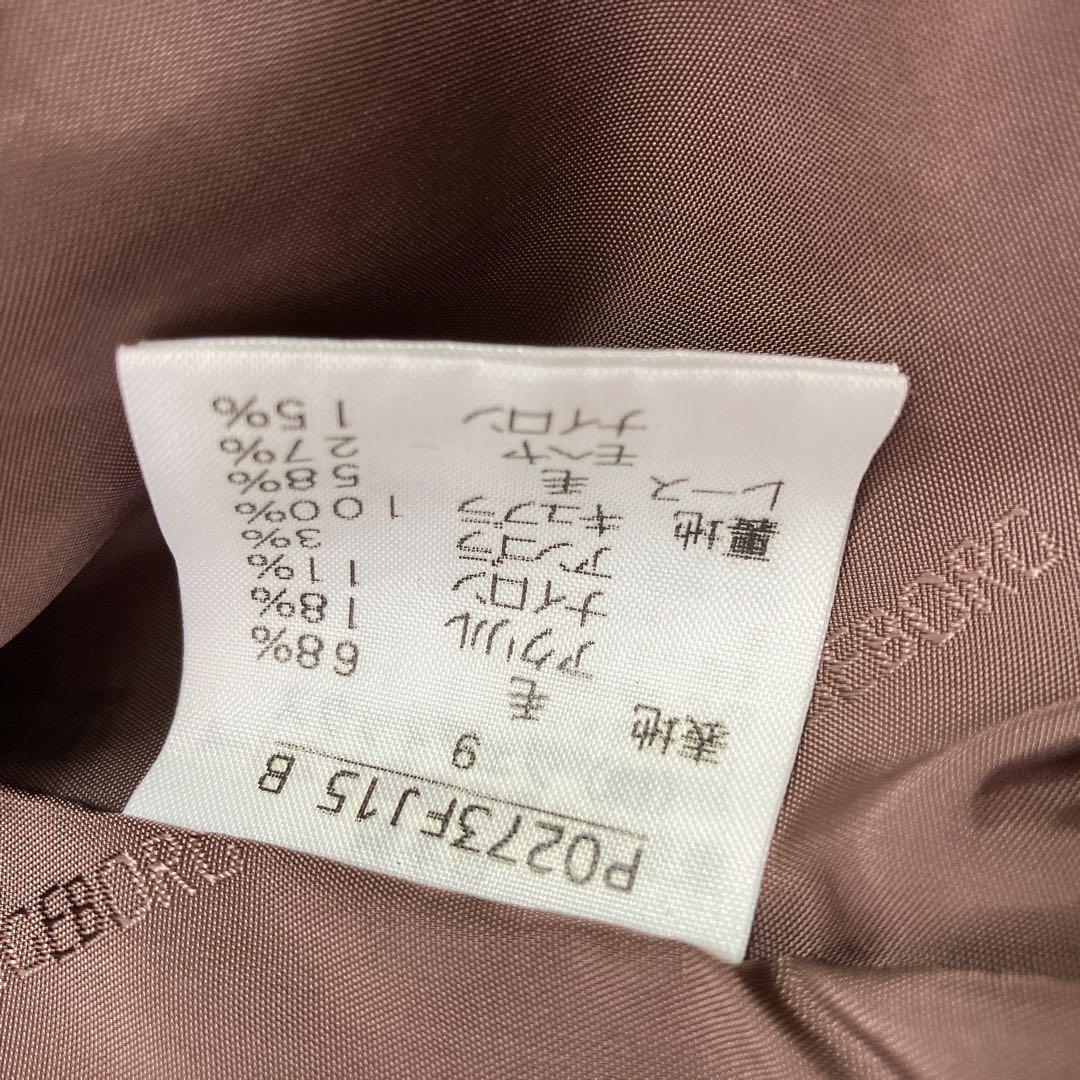 P0273FJ15 B
9
表地 毛 68%
アクリル 18%
ナイロン 11%
アンゴラ 3%
裏地 キュプラ 100%
レース 毛 58%
モヘヤ 27%
ナイロン 15%